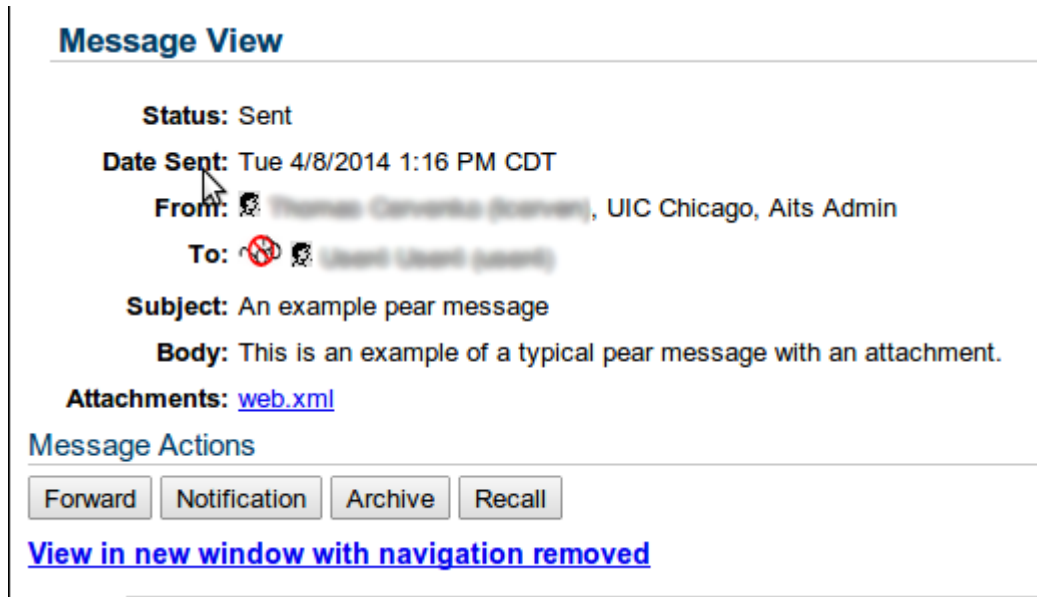 Message View
Status: Sent
Date Sent: Tue 4/8/2014 1:16 PM CDT
From: , UIC Chicago, Aits Admin
To:
Subject: An example pear message
Body: This is an example of a typical pear message with an attachment.
Attachments: web.xml
Message Actions
Forward Notification Archive Recall
View in new window with navigation removed